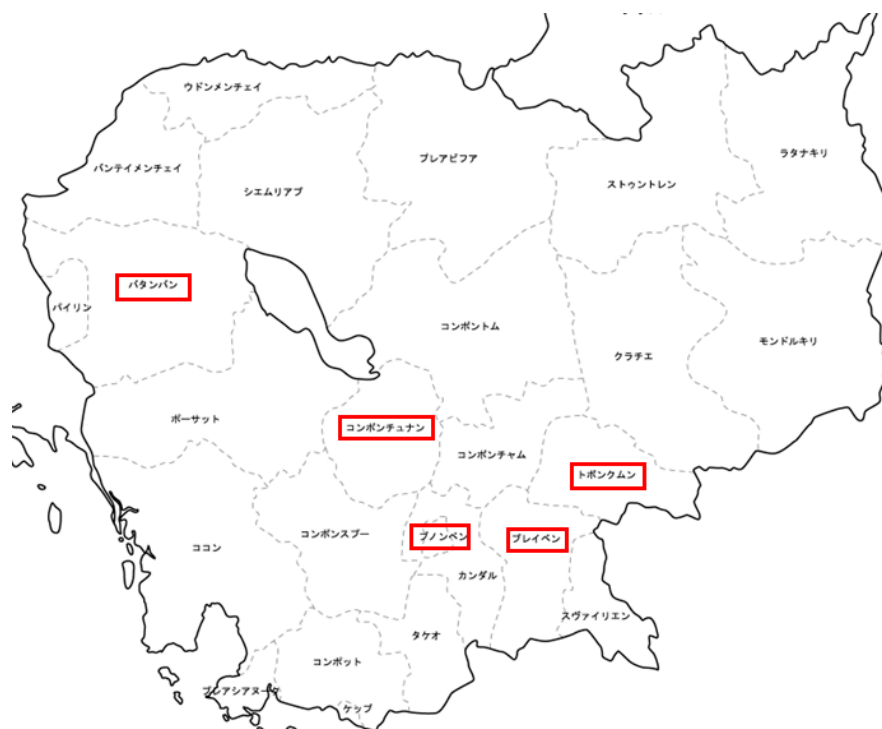 ウドンメンチェイ
プレアビフア
ラタナキリ
バンテイメンチェイ
シエムリアプ
ストゥントレン
バタンバン
パイリン
コンポントム
クラチエ
モンドルキリ
ポーサット
コンポンチュナン
コンポンチャム
トボンクムン
コンポンスプー
プノンペン
プレイベン
ココン
カンダル
スヴァイリエン
タケオ
コンポット
プレアシアヌーク
ケップ